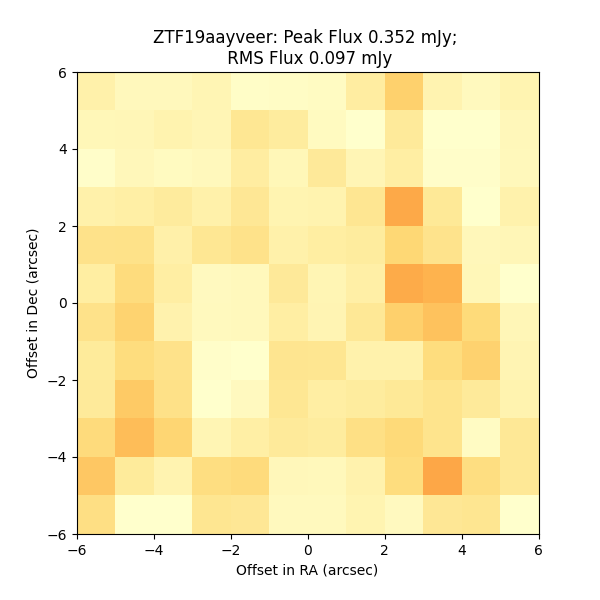 ZTF19aayveer: Peak Flux 0.352 mJy;
RMS Flux 0.097 mJy
6
4
2
0
−2
−4
−6
Offset in Dec (arcsec)
−6 −4 −2 0 2 4 6
Offset in RA (arcsec)